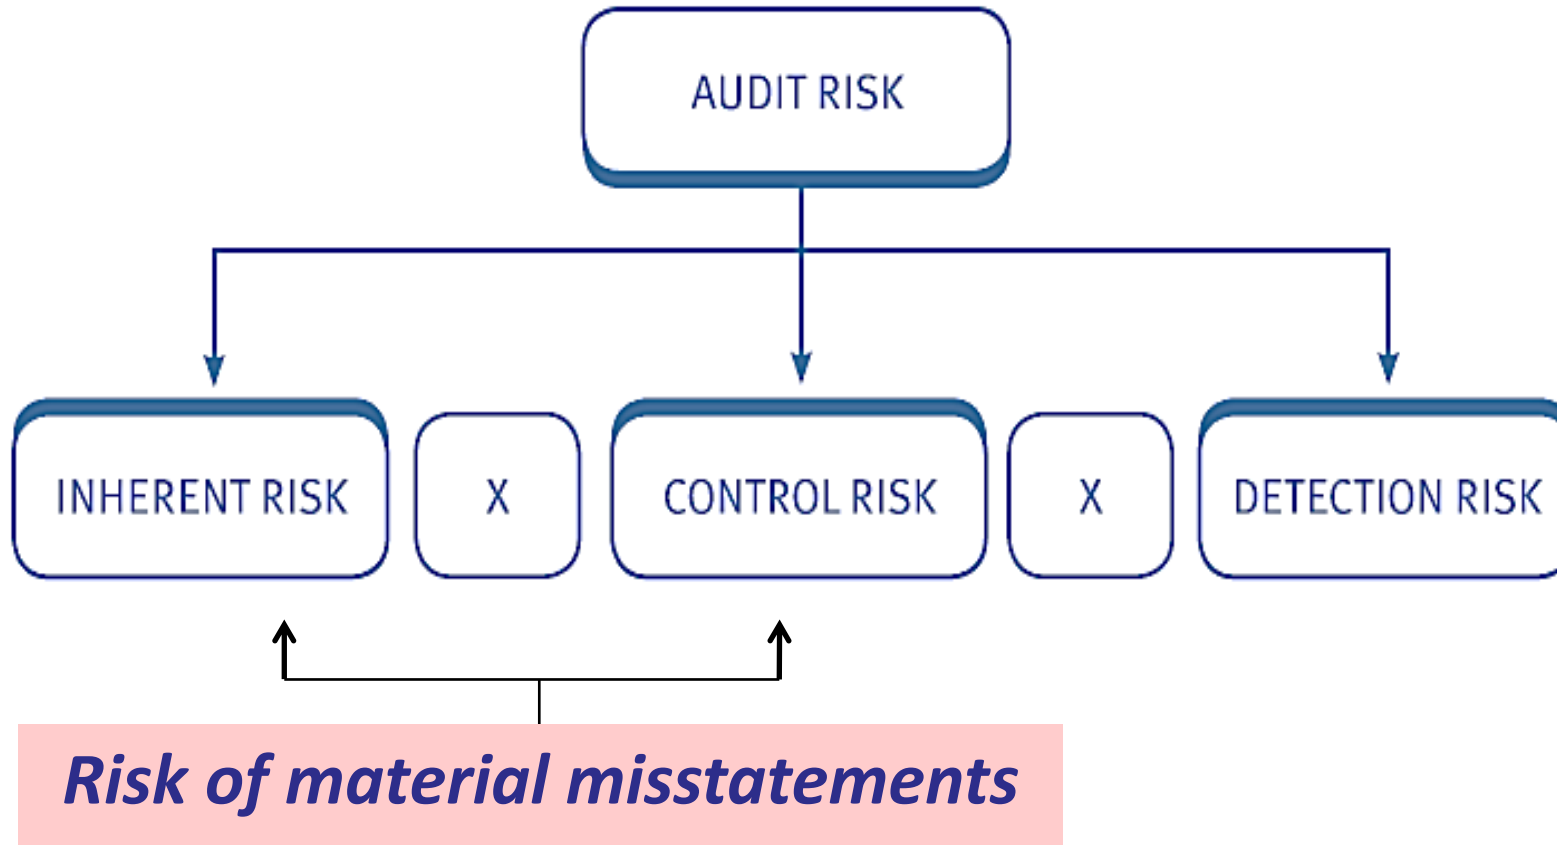 AUDIT RISK
INHERENT RISK X CONTROL RISK X DETECTION RISK
Risk of material misstatements